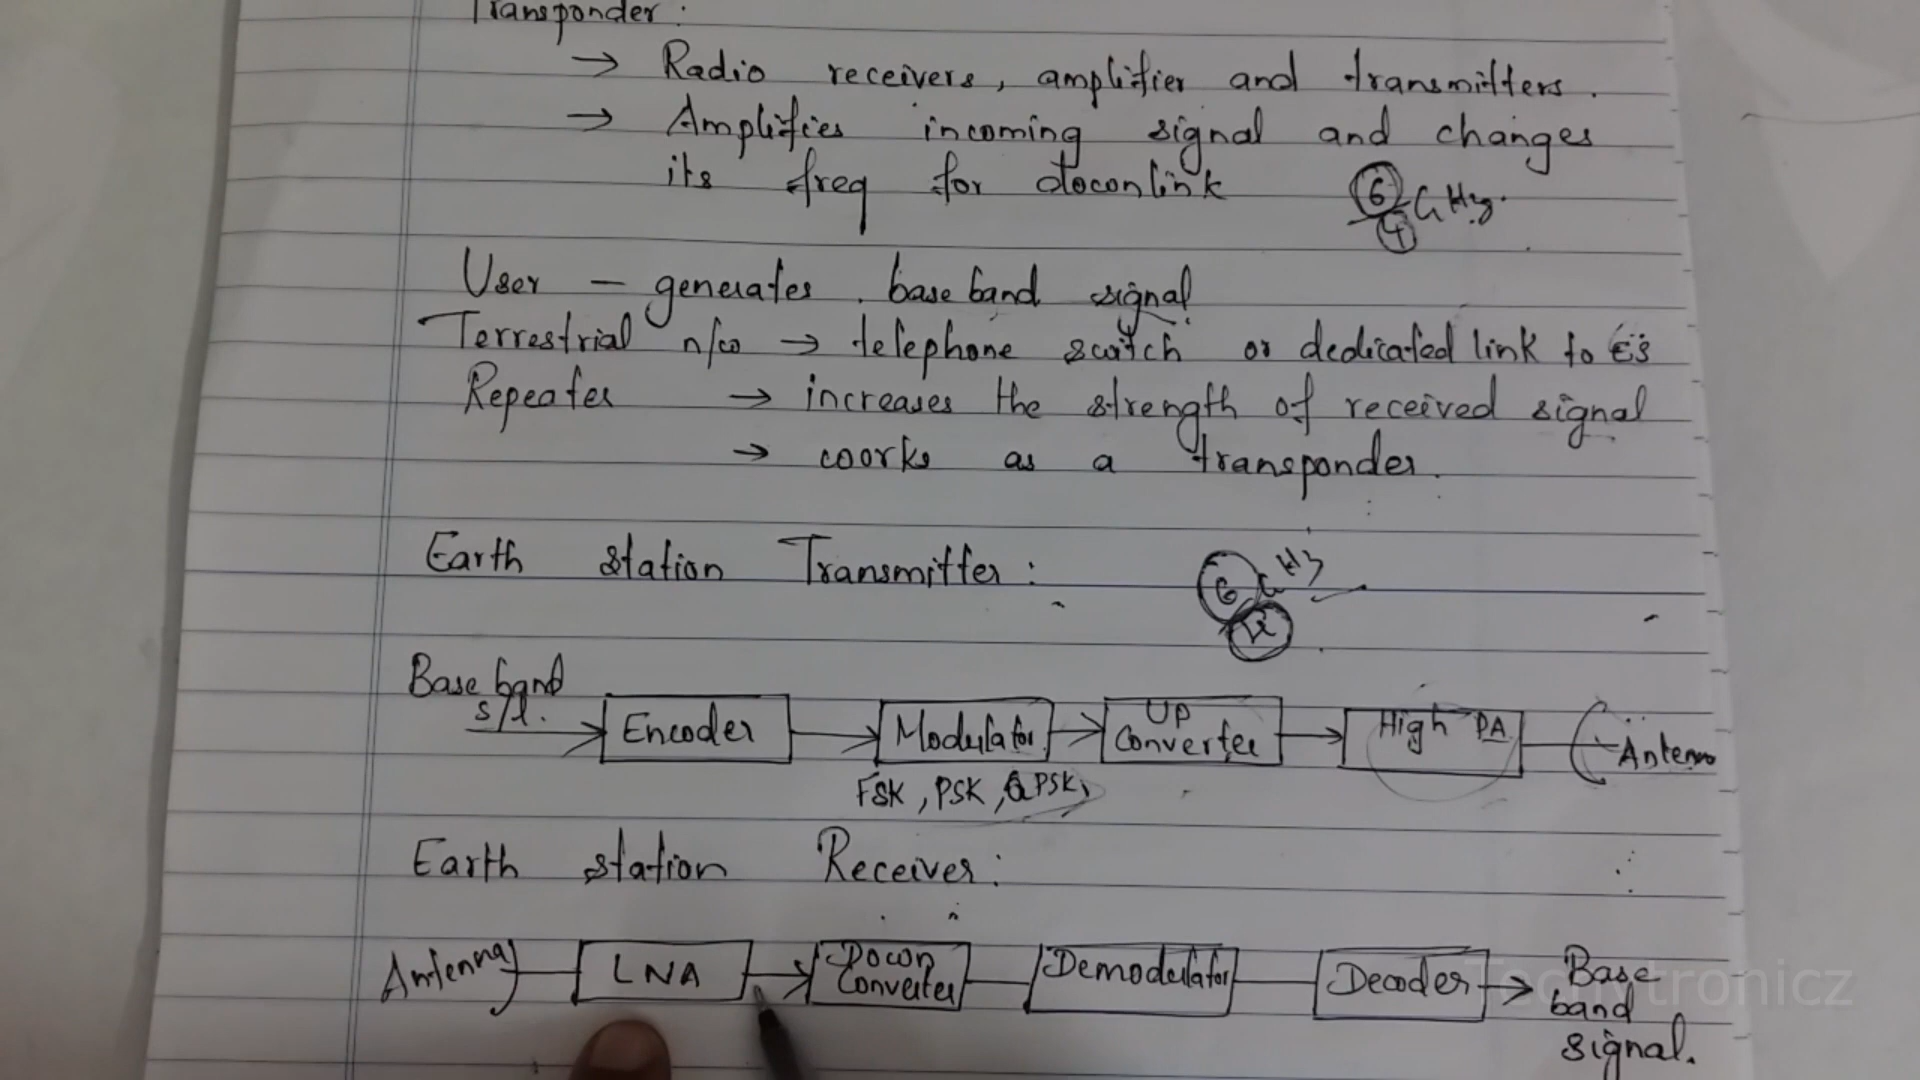 Transponder:
→ Radio receivers, amplifier and transmitters.
→ Amplifies incoming signal and changes
its freq for downlink 6/4 GHz.
User – generates base band signal.
Terrestrial n/w → telephone switch or dedicated link to ES
Repeater → increases the strength of received signal
→ works as a transponder.
Earth station Transmitter: 6 GHz
12
Base band
s/l. Encoder Modulator UP Converter High PA Antenna
FSK, PSK, QPSK,
Earth station Receiver:
Antenna LNA Down Converter Demodulator Decoder → Base
band
signal.
Techytronicz